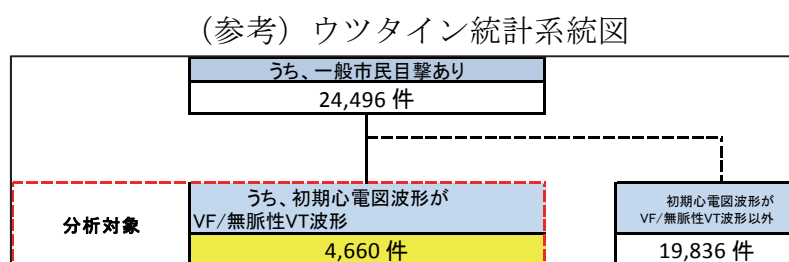 （参考）ウツタイン統計系統図
うち、一般市民目撃あり
24,496 件
分析対象
うち、初期心電図波形が
VF/無脈性VT波形
4,660 件
初期心電図波形が
VF/無脈性VT波形以外
19,836 件